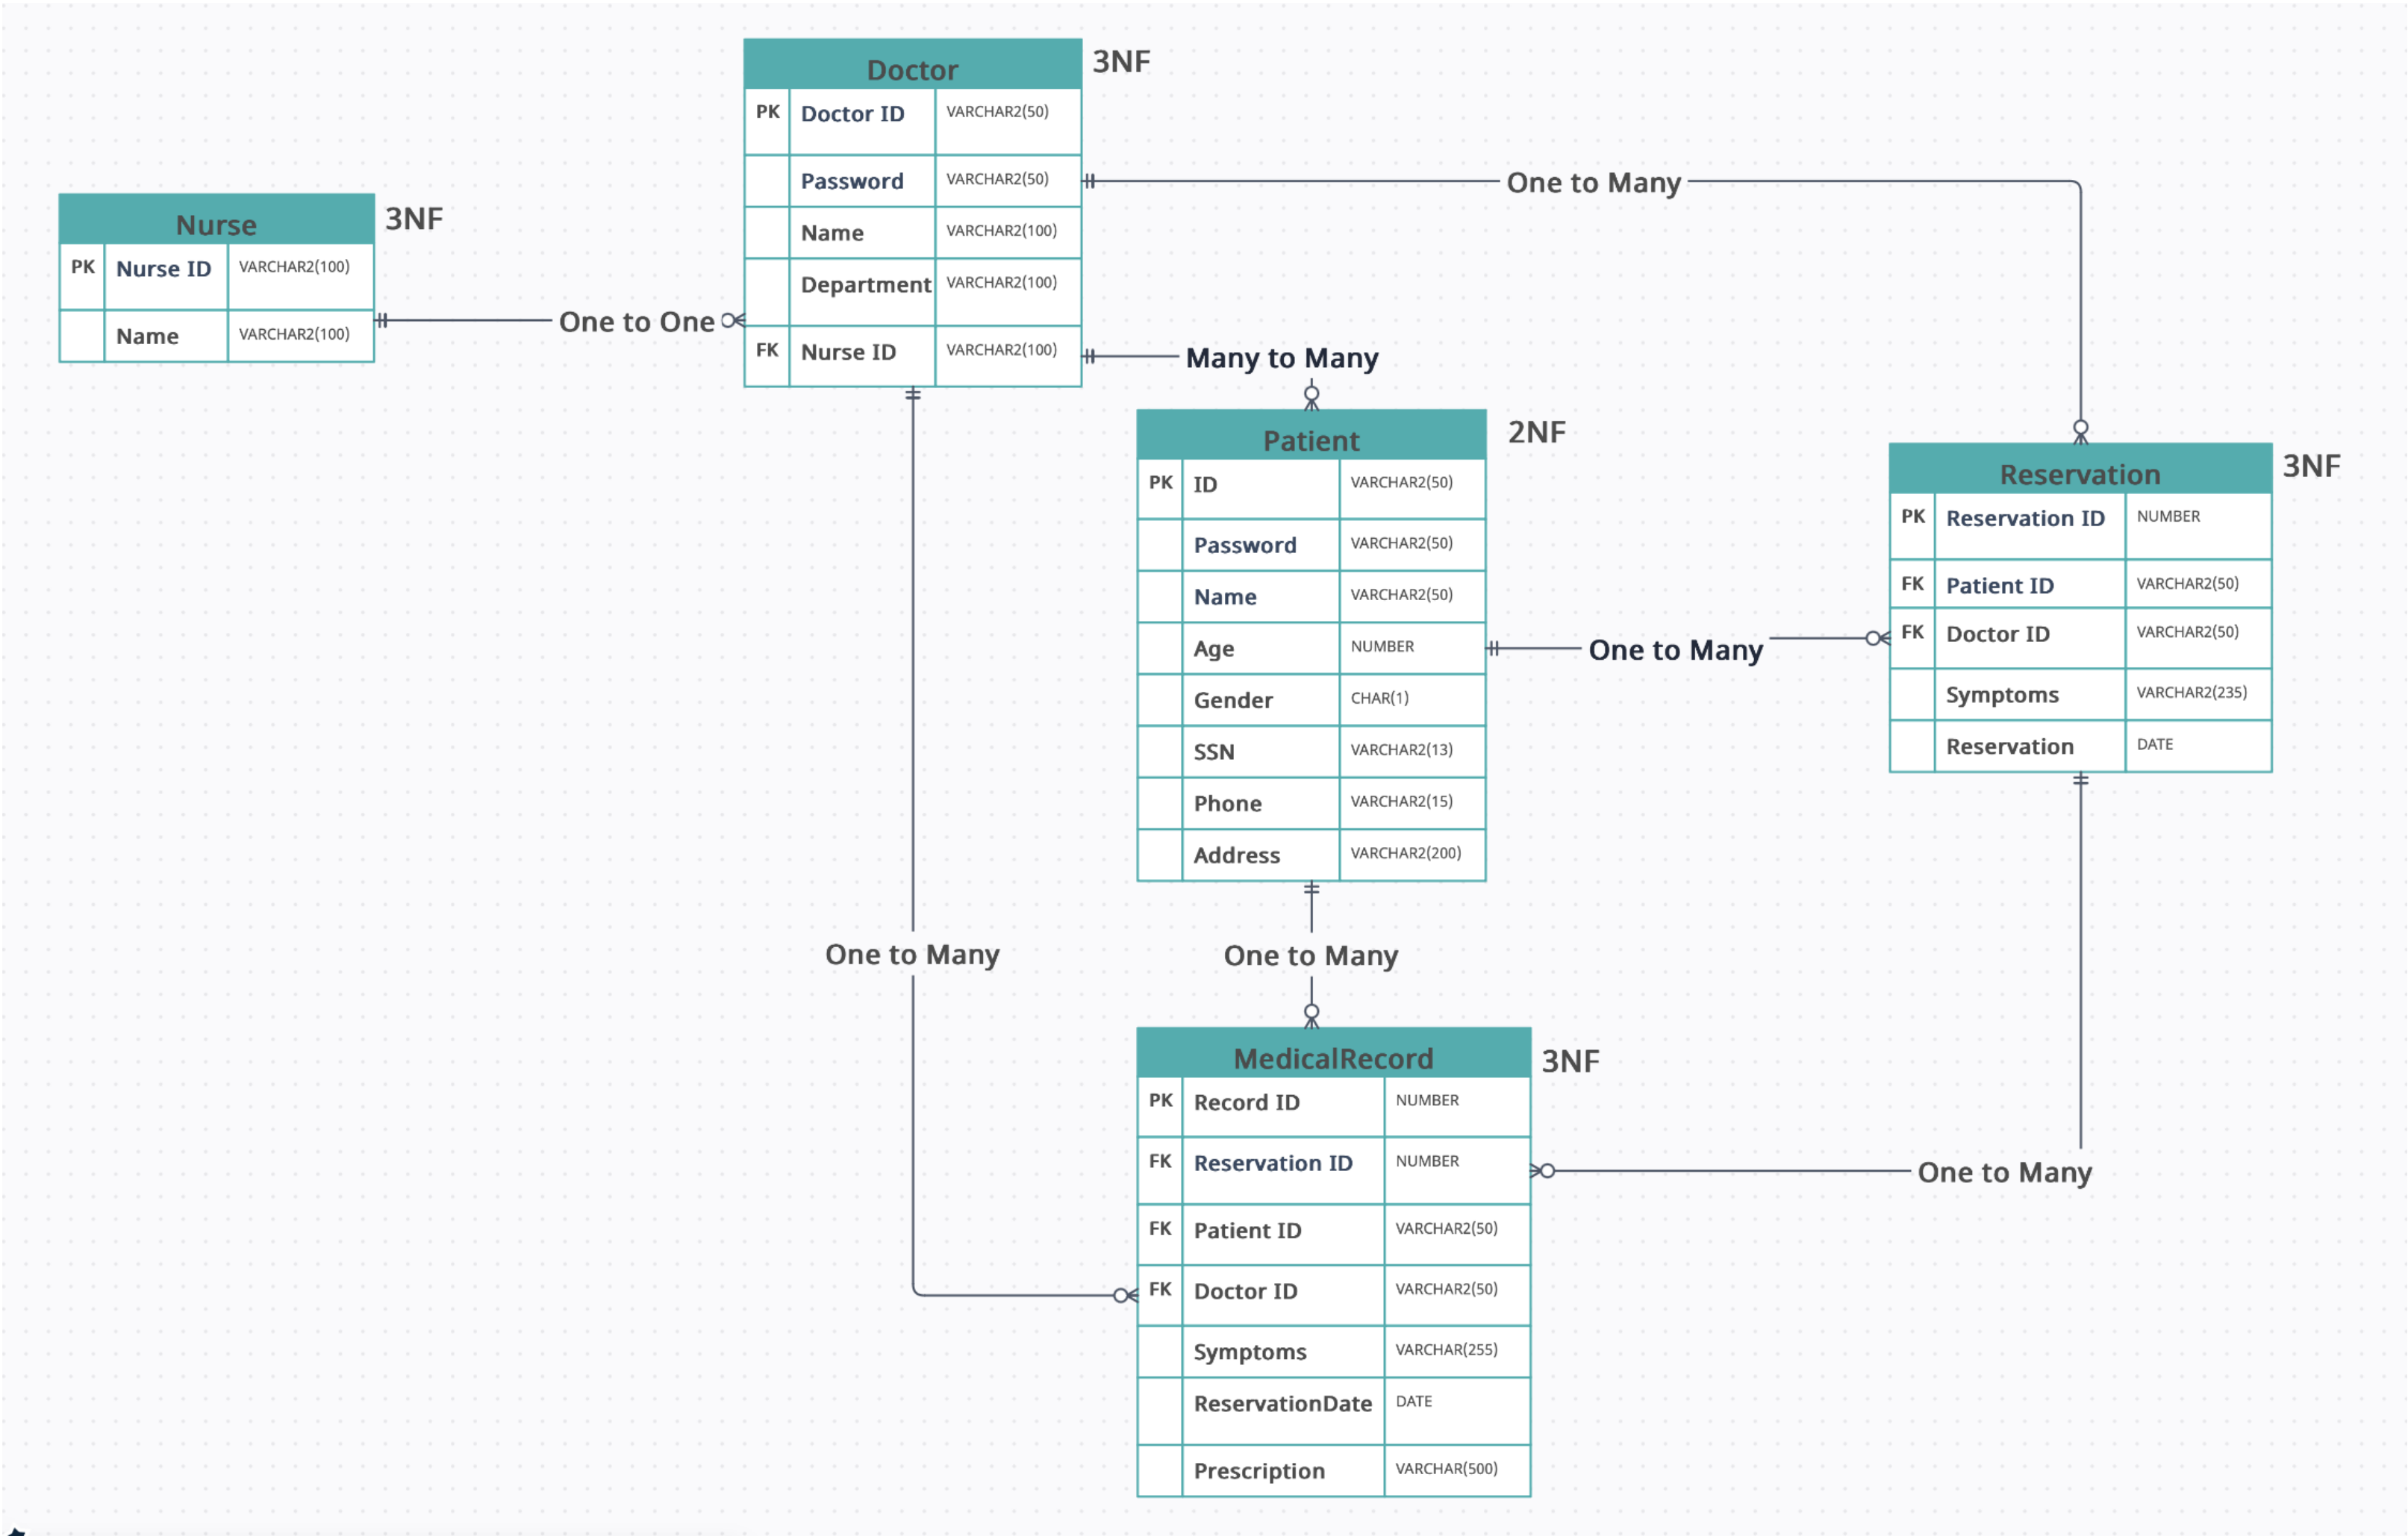 Doctor
3NF
PK Doctor ID VARCHAR2(50)
Password VARCHAR2(50)
Name VARCHAR2(100)
Department VARCHAR2(100)
FK Nurse ID VARCHAR2(100)
Nurse
3NF
PK Nurse ID VARCHAR2(100)
Name VARCHAR2(100)
One to One
One to Many
Many to Many
Patient
2NF
PK ID VARCHAR2(50)
Password VARCHAR2(50)
Name VARCHAR2(50)
Age NUMBER
Gender CHAR(1)
SSN VARCHAR2(13)
Phone VARCHAR2(15)
Address VARCHAR2(200)
One to Many
Reservation
3NF
PK Reservation ID NUMBER
FK Patient ID VARCHAR2(50)
FK Doctor ID VARCHAR2(50)
Symptoms VARCHAR2(235)
Reservation DATE
One to Many
One to Many
MedicalRecord
3NF
PK Record ID NUMBER
FK Reservation ID NUMBER
FK Patient ID VARCHAR2(50)
FK Doctor ID VARCHAR2(50)
Symptoms VARCHAR(255)
ReservationDate DATE
Prescription VARCHAR(500)
One to Many